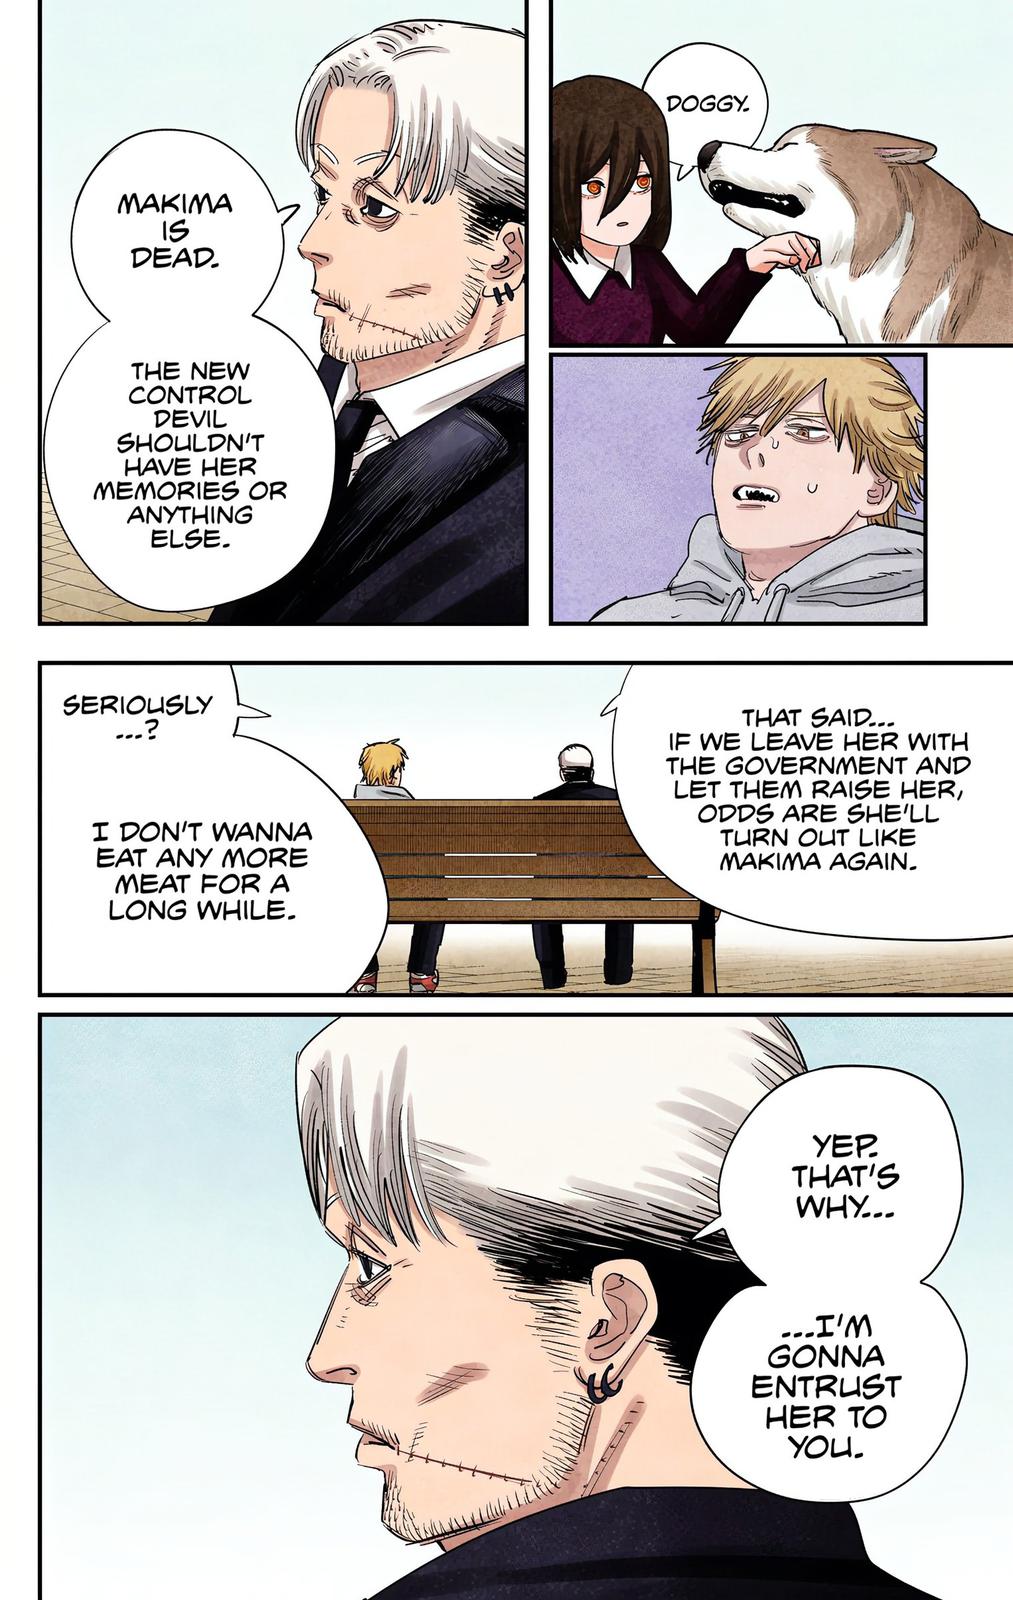 DOGGY.
MAKIMA
IS
DEAD.
THE NEW
CONTROL
DEVIL
SHOULDN'T
HAVE HER
MEMORIES OR
ANYTHING
ELSE.
THAT SAID...
IF WE LEAVE HER WITH
THE GOVERNMENT AND
LET THEM RAISE HER,
ODDS ARE SHE'LL
TURN OUT LIKE
MAKIMA AGAIN.
SERIOUSLY
...?
I DON'T WANNA
EAT ANY MORE
MEAT FOR A
LONG WHILE.
YEP.
THAT'S
WHY...
...I'M
GONNA
ENTRUST
HER TO
YOU.